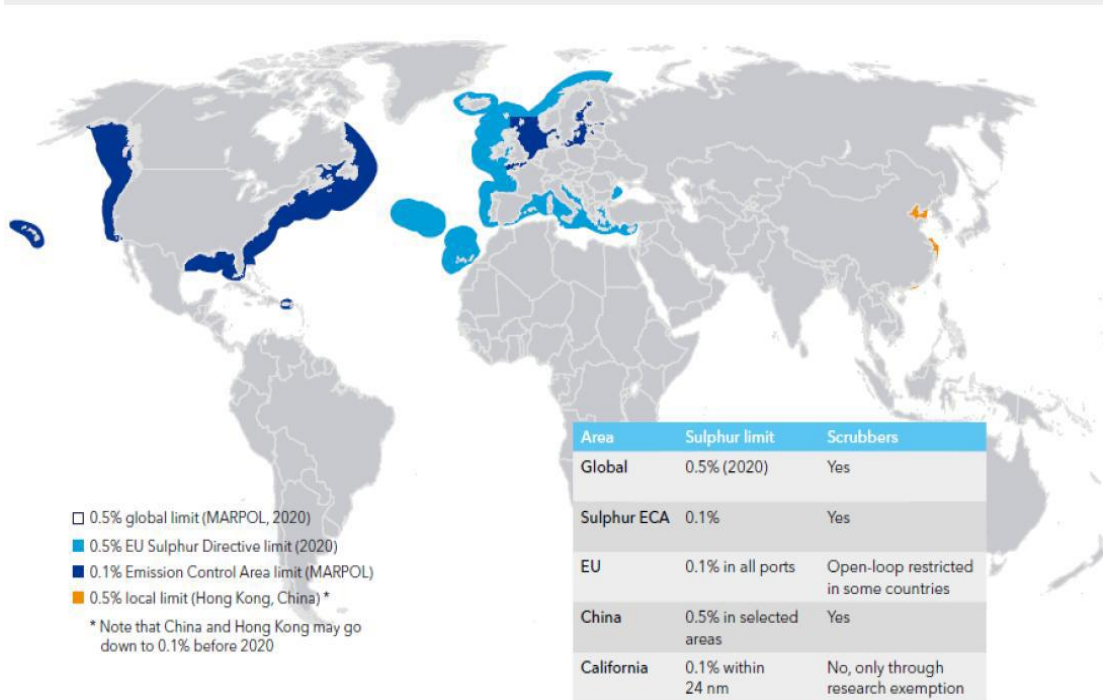 0.5% global limit (MARPOL, 2020)
0.5% EU Sulphur Directive limit (2020)
0.1% Emission Control Area limit (MARPOL)
0.5% local limit (Hong Kong, China) *
* Note that China and Hong Kong may go
down to 0.1% before 2020
Area Sulphur limit Scrubbers
Global 0.5% (2020) Yes
Sulphur ECA 0.1% Yes
EU 0.1% in all ports Open-loop restricted
in some countries
China 0.5% in selected Yes
areas
California 0.1% within No, only through
24 nm research exemption